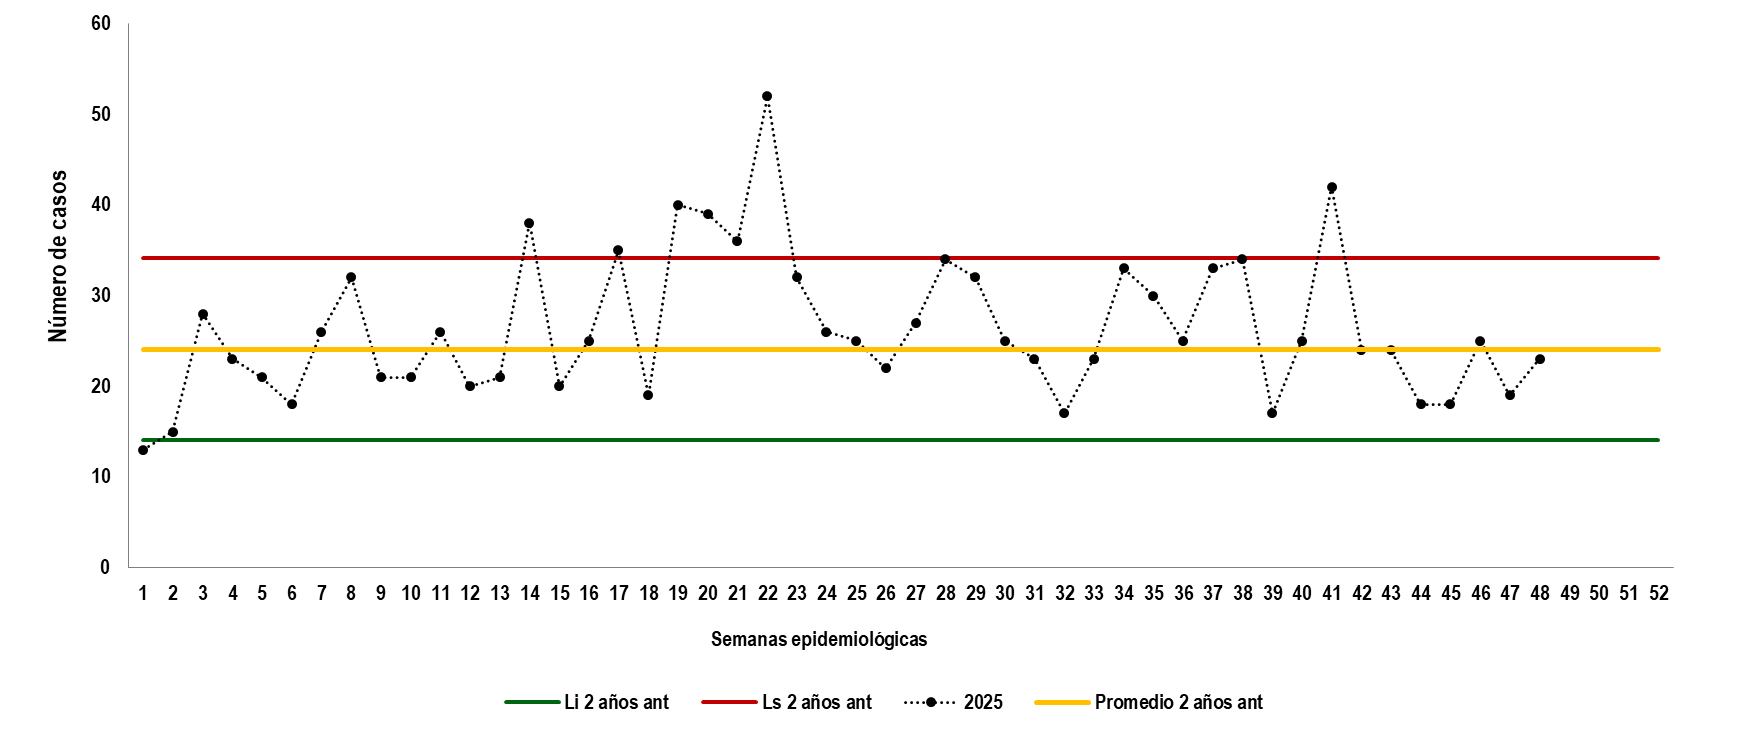 60
50
40
30
20
10
0
Número de casos
1 2 3 4 5 6 7 8 9 10 11 12 13 14 15 16 17 18 19 20 21 22 23 24 25 26 27 28 29 30 31 32 33 34 35 36 37 38 39 40 41 42 43 44 45 46 47 48 49 50 51 52
Semanas epidemiológicas
Li 2 años ant Ls 2 años ant 2025 Promedio 2 años ant